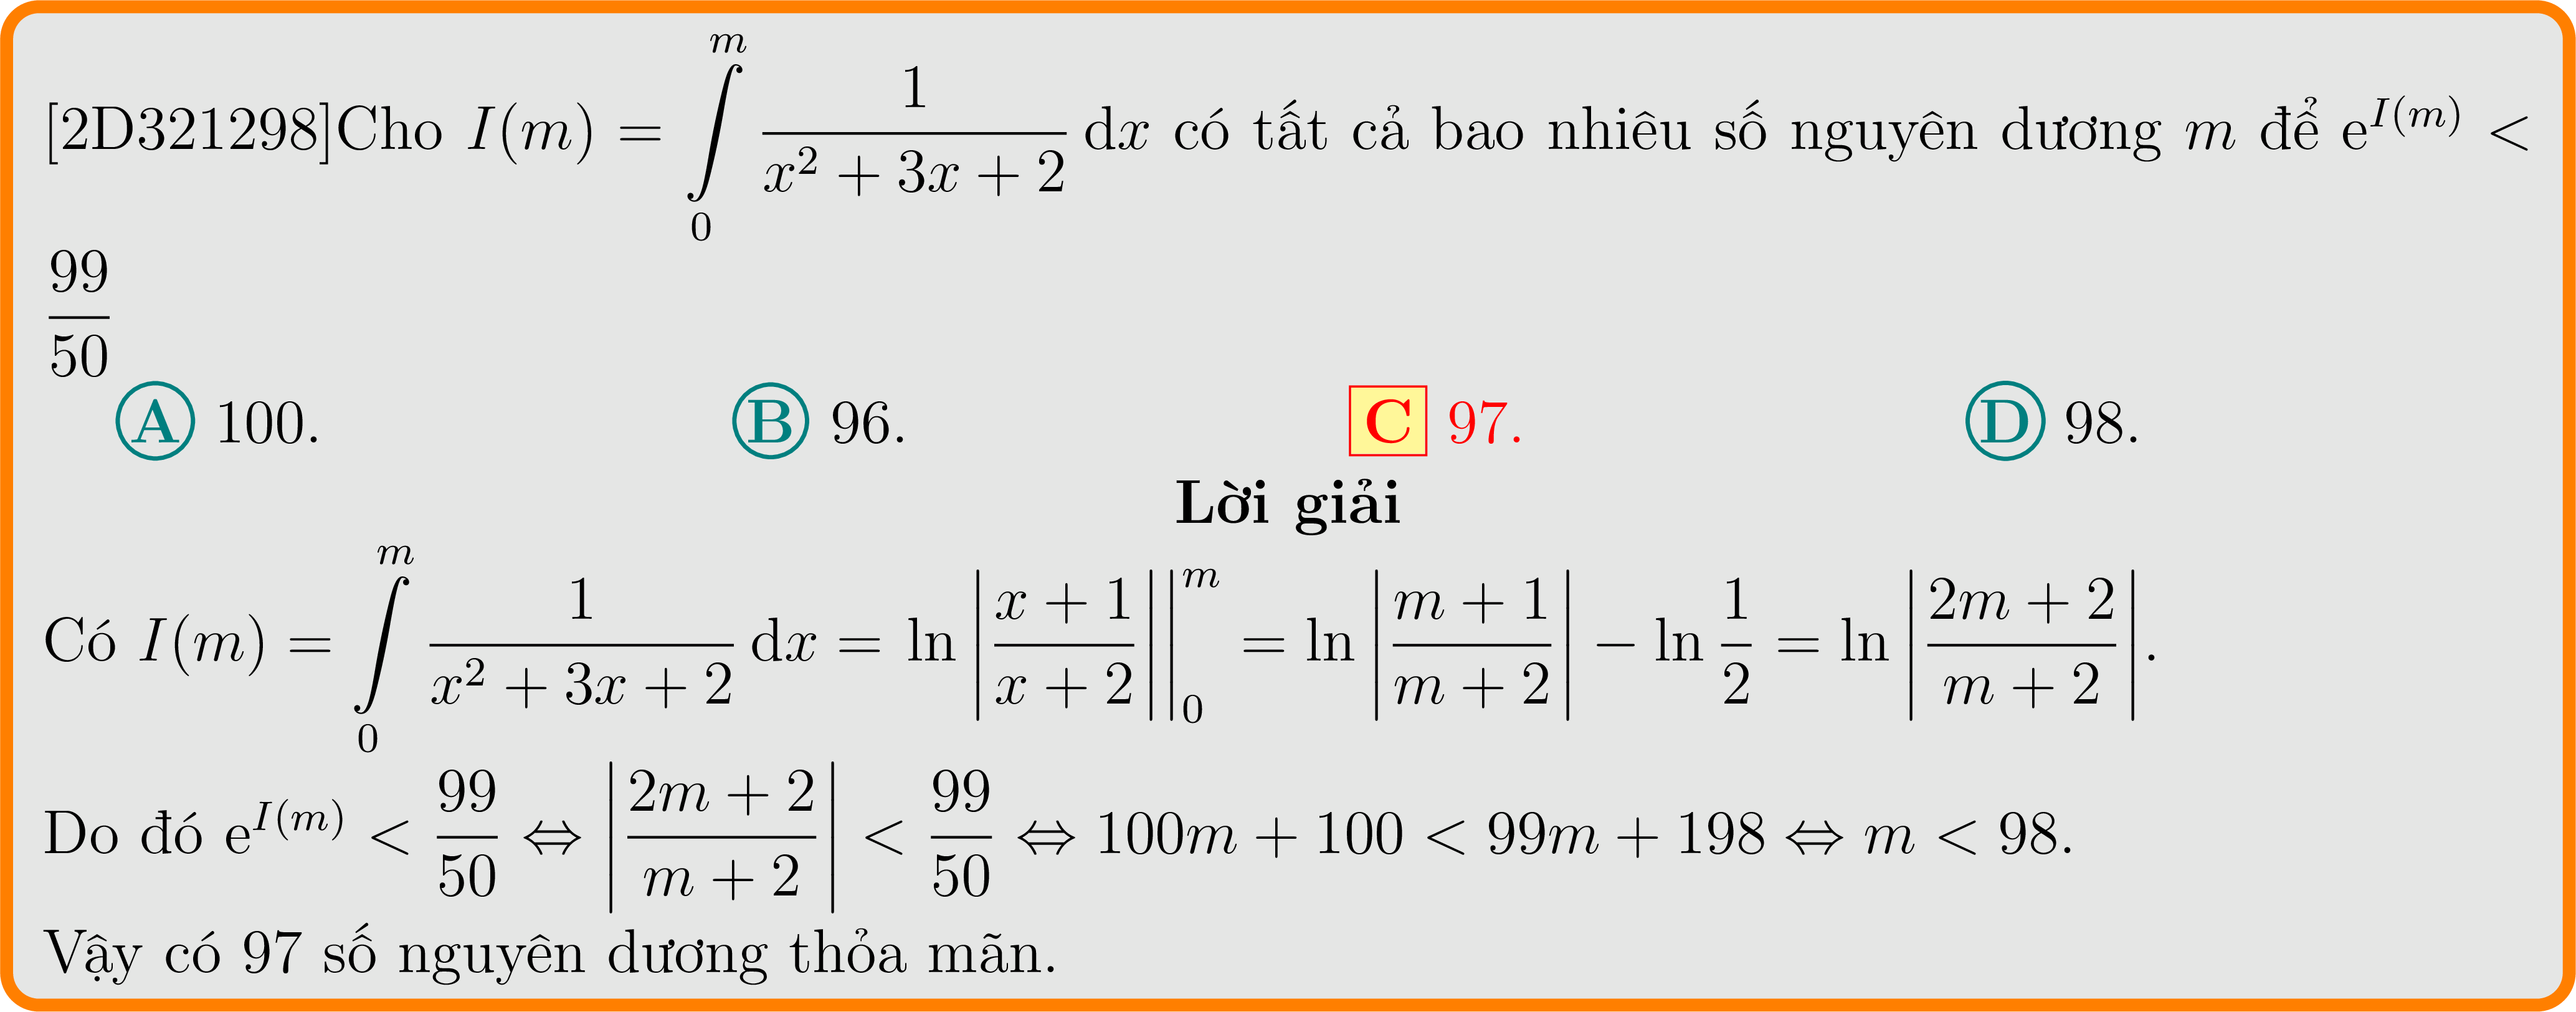 [2D321298]Cho $I(m) = \int\limits_0^m \frac{1}{x^2 + 3x + 2} \, \mathrm{d}x$ có tất cả bao nhiêu số nguyên dương $m$ để $\mathrm{e}^{I(m)} <$
$\frac{99}{50}$
A 100. B 96. C 97. D 98.
Lời giải
Có $I(m) = \int\limits_0^m \frac{1}{x^2 + 3x + 2} \, \mathrm{d}x = \ln \left| \frac{x + 1}{x + 2} \right| \Big|_0^m = \ln \left| \frac{m + 1}{m + 2} \right| - \ln \frac{1}{2} = \ln \left| \frac{2m + 2}{m + 2} \right|.$
Do đó $\mathrm{e}^{I(m)} < \frac{99}{50} \Leftrightarrow \left| \frac{2m + 2}{m + 2} \right| < \frac{99}{50} \Leftrightarrow 100m + 100 < 99m + 198 \Leftrightarrow m < 98.$
Vậy có 97 số nguyên dương thỏa mãn.